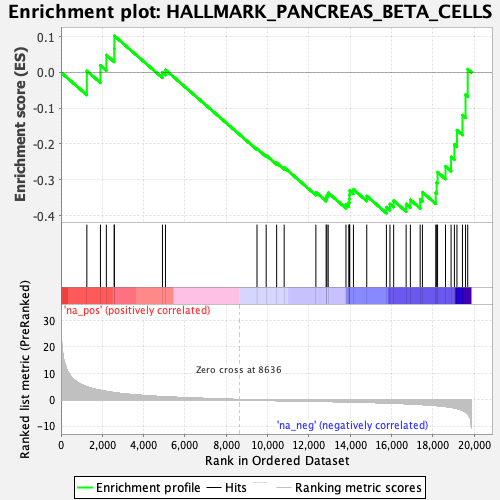 Enrichment plot: HALLMARK_PANCREAS_BETA_CELLS
Enrichment score (ES)
0.1
0.0
-0.1
-0.2
-0.3
-0.4
'na_pos' (positively correlated)
Ranked list metric (PreRanked)
30
20
10
0
-10
Zero cross at 8636
'na_neg' (negatively correlated)
0
2,000
4,000
6,000
8,000
10,000
12,000
14,000
16,000
18,000
20,000
Rank in Ordered Dataset
Enrichment profile
Hits
Ranking metric scores